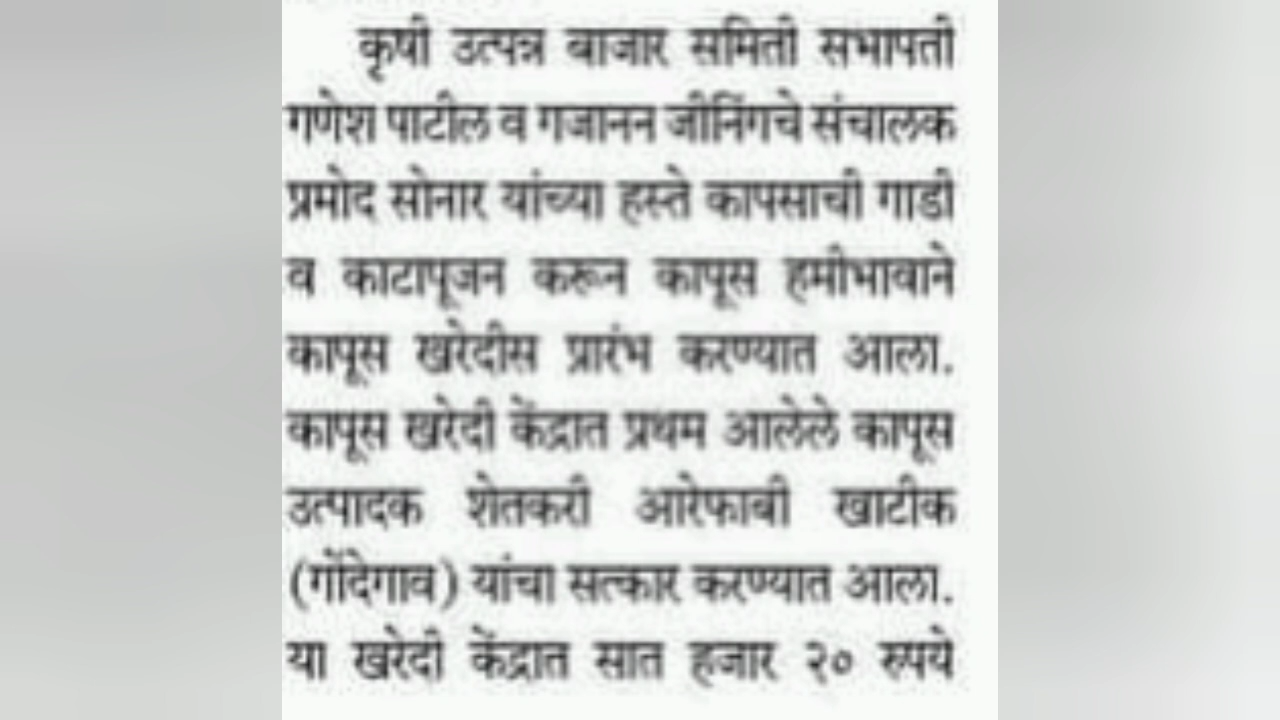 कृषी उत्पन्न बाजार समिती सभापती
गणेश पाटील व गजानन जीनिंगचे संचालक
प्रमोद सोनार यांच्या हस्ते कापसाची गाडी
व काटापूजन करून कापूस हमीभावाने
कापूस खरेदीस प्रारंभ करण्यात आला.
कापूस खरेदी केंद्रात प्रथम आलेले कापूस
उत्पादक शेतकरी आरेफाबी खाटीक
(गोंदेगाव) यांचा सत्कार करण्यात आला.
या खरेदी केंद्रात सात हजार २० रुपये